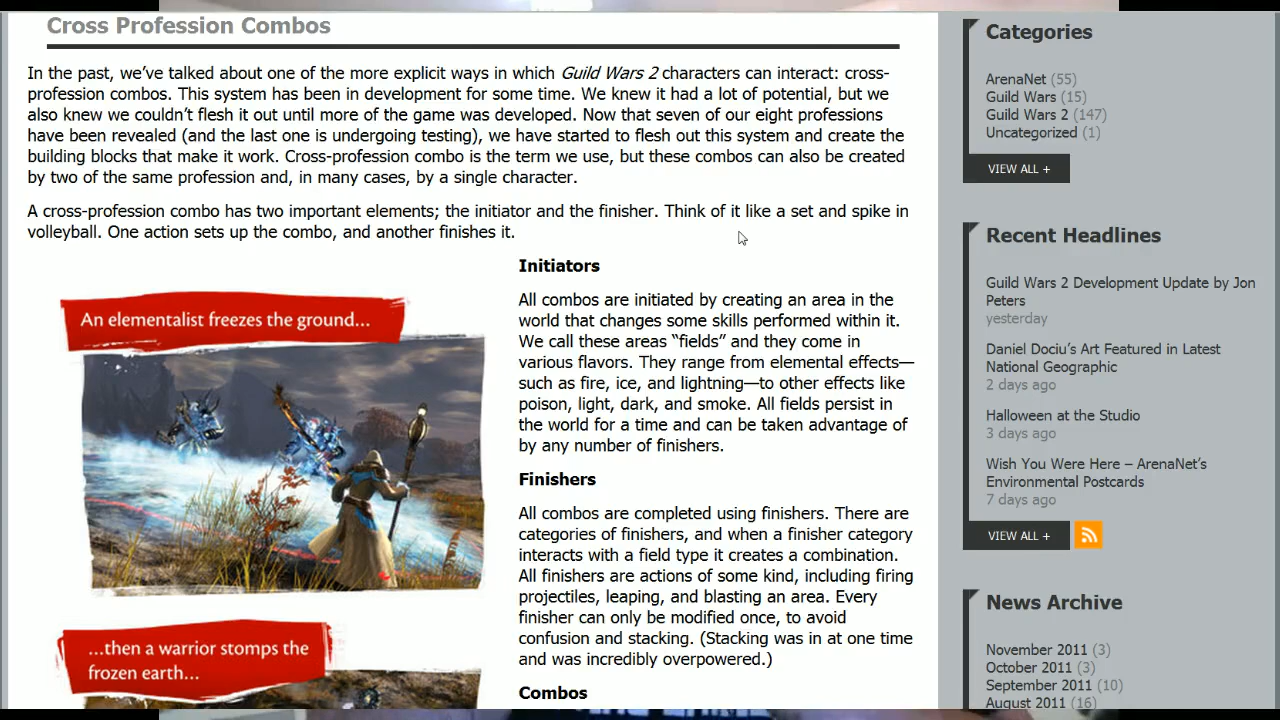 Cross Profession Combos
In the past, we've talked about one of the more explicit ways in which Guild Wars 2 characters can interact: cross-
profession combos. This system has been in development for some time. We knew it had a lot of potential, but we
also knew we couldn't flesh it out until more of the game was developed. Now that seven of our eight professions
have been revealed (and the last one is undergoing testing), we have started to flesh out this system and create the
building blocks that make it work. Cross-profession combo is the term we use, but these combos can also be created
by two of the same profession and, in many cases, by a single character.
A cross-profession combo has two important elements; the initiator and the finisher. Think of it like a set and spike in
volleyball. One action sets up the combo, and another finishes it.
An elementalist freezes the ground...
...then a warrior stomps the
frozen earth...
Initiators
All combos are initiated by creating an area in the
world that changes some skills performed within it.
We call these areas “fields” and they come in
various flavors. They range from elemental effects—
such as fire, ice, and lightning—to other effects like
poison, light, dark, and smoke. All fields persist in
the world for a time and can be taken advantage of
by any number of finishers.
Finishers
All combos are completed using finishers. There are
categories of finishers, and when a finisher category
interacts with a field type it creates a combination.
All finishers are actions of some kind, including firing
projectiles, leaping, and blasting an area. Every
finisher can only be modified once, to avoid
confusion and stacking. (Stacking was in at one time
and was incredibly overpowered.)
Combos
Categories
ArenaNet (55)
Guild Wars (15)
Guild Wars 2 (147)
Uncategorized (1)
VIEW ALL +
Recent Headlines
Guild Wars 2 Development Update by Jon
Peters
yesterday
Daniel Dociu's Art Featured in Latest
National Geographic
2 days ago
Halloween at the Studio
3 days ago
Wish You Were Here – ArenaNet's
Environmental Postcards
7 days ago
VIEW ALL +
News Archive
November 2011 (3)
October 2011 (3)
September 2011 (10)
August 2011 (16)